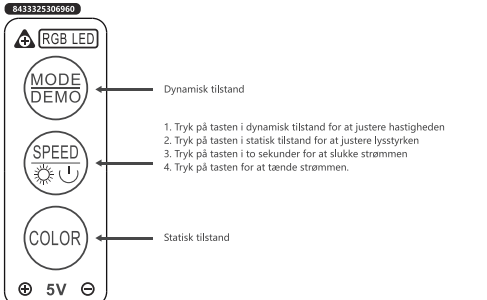 8433325306960
RGB LED
MODE
DEMO
Dynamisk tilstand
1. Tryk på tasten i dynamisk tilstand for at justere hastigheden
2. Tryk på tasten i statisk tilstand for at justere lysstyrken
3. Tryk på tasten i to sekunder for at slukke strømmen
4. Tryk på tasten for at tænde strømmen.
SPEED
COLOR
Statisk tilstand
5V